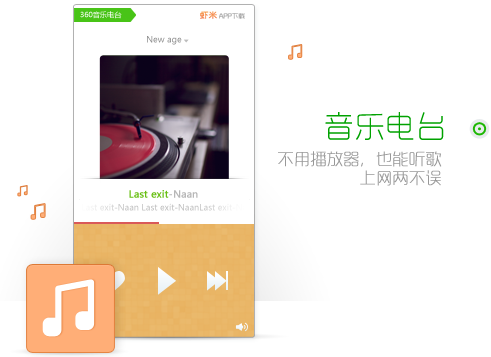 360音乐电台
虾米 APP下载
New age
音乐电台
不用播放器，也能听歌
上网两不误
Last exit-Naan
st exit-Naan Last exit-NaanLast exit